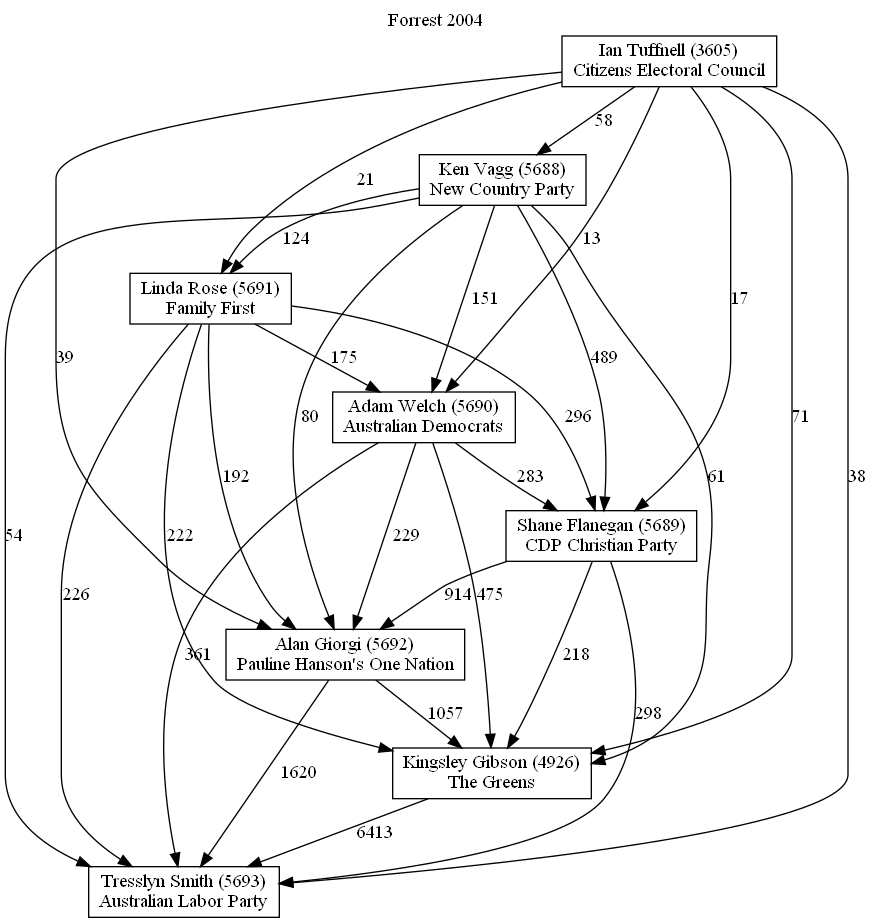 Forrest 2004
Ian Tuffnell (3605)
Citizens Electoral Council
58
Ken Vagg (5688)
New Country Party
21
124
13
Linda Rose (5691)
Family First
151
17
39
175
489
Adam Welch (5690)
Australian Democrats
80
296
71
192
283
61
38
Shane Flanegan (5689)
CDP Christian Party
54
222
229
226
914
475
Alan Giorgi (5692)
Pauline Hanson's One Nation
361
218
298
1057
Kingsley Gibson (4926)
The Greens
1620
6413
Tresslyn Smith (5693)
Australian Labor Party